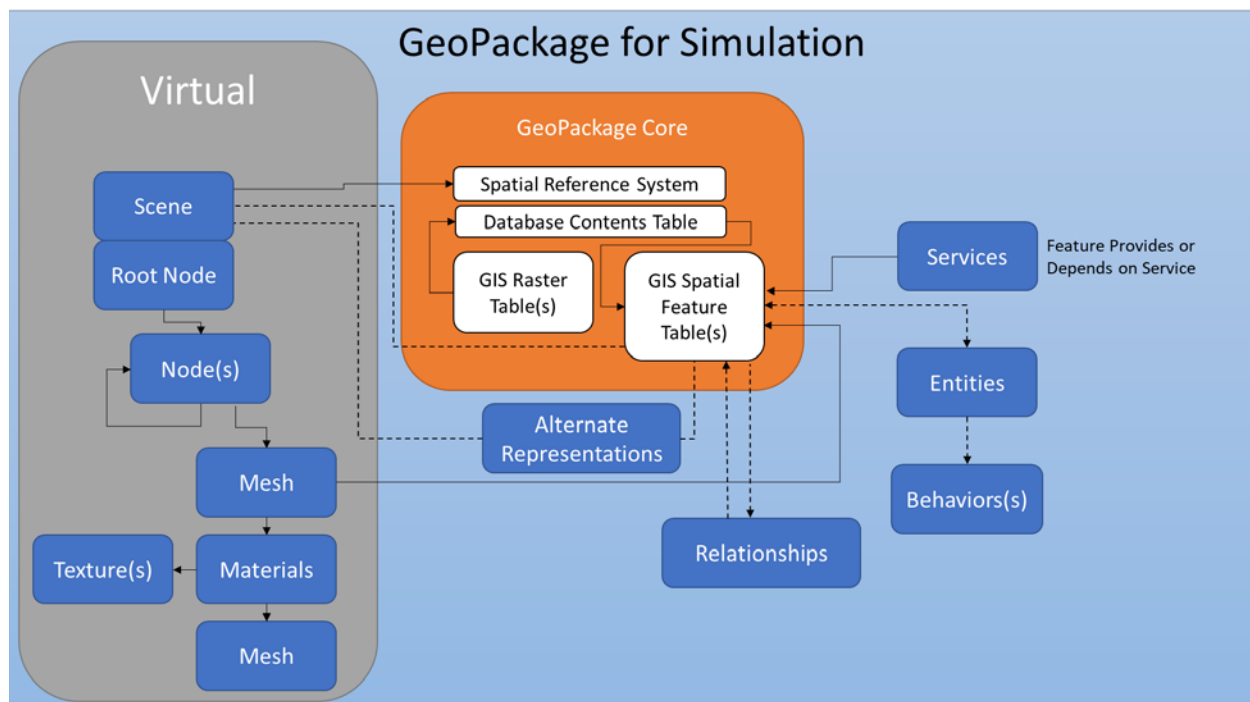 GeoPackage for Simulation
Virtual
GeoPackage Core
Spatial Reference System
Database Contents Table
GIS Raster
Table(s)
GIS Spatial
Feature
Table(s)
Scene
Root Node
Node(s)
Mesh
Texture(s)
Materials
Mesh
Alternate
Representations
Relationships
Services
Feature Provides or
Depends on Service
Entities
Behaviors(s)